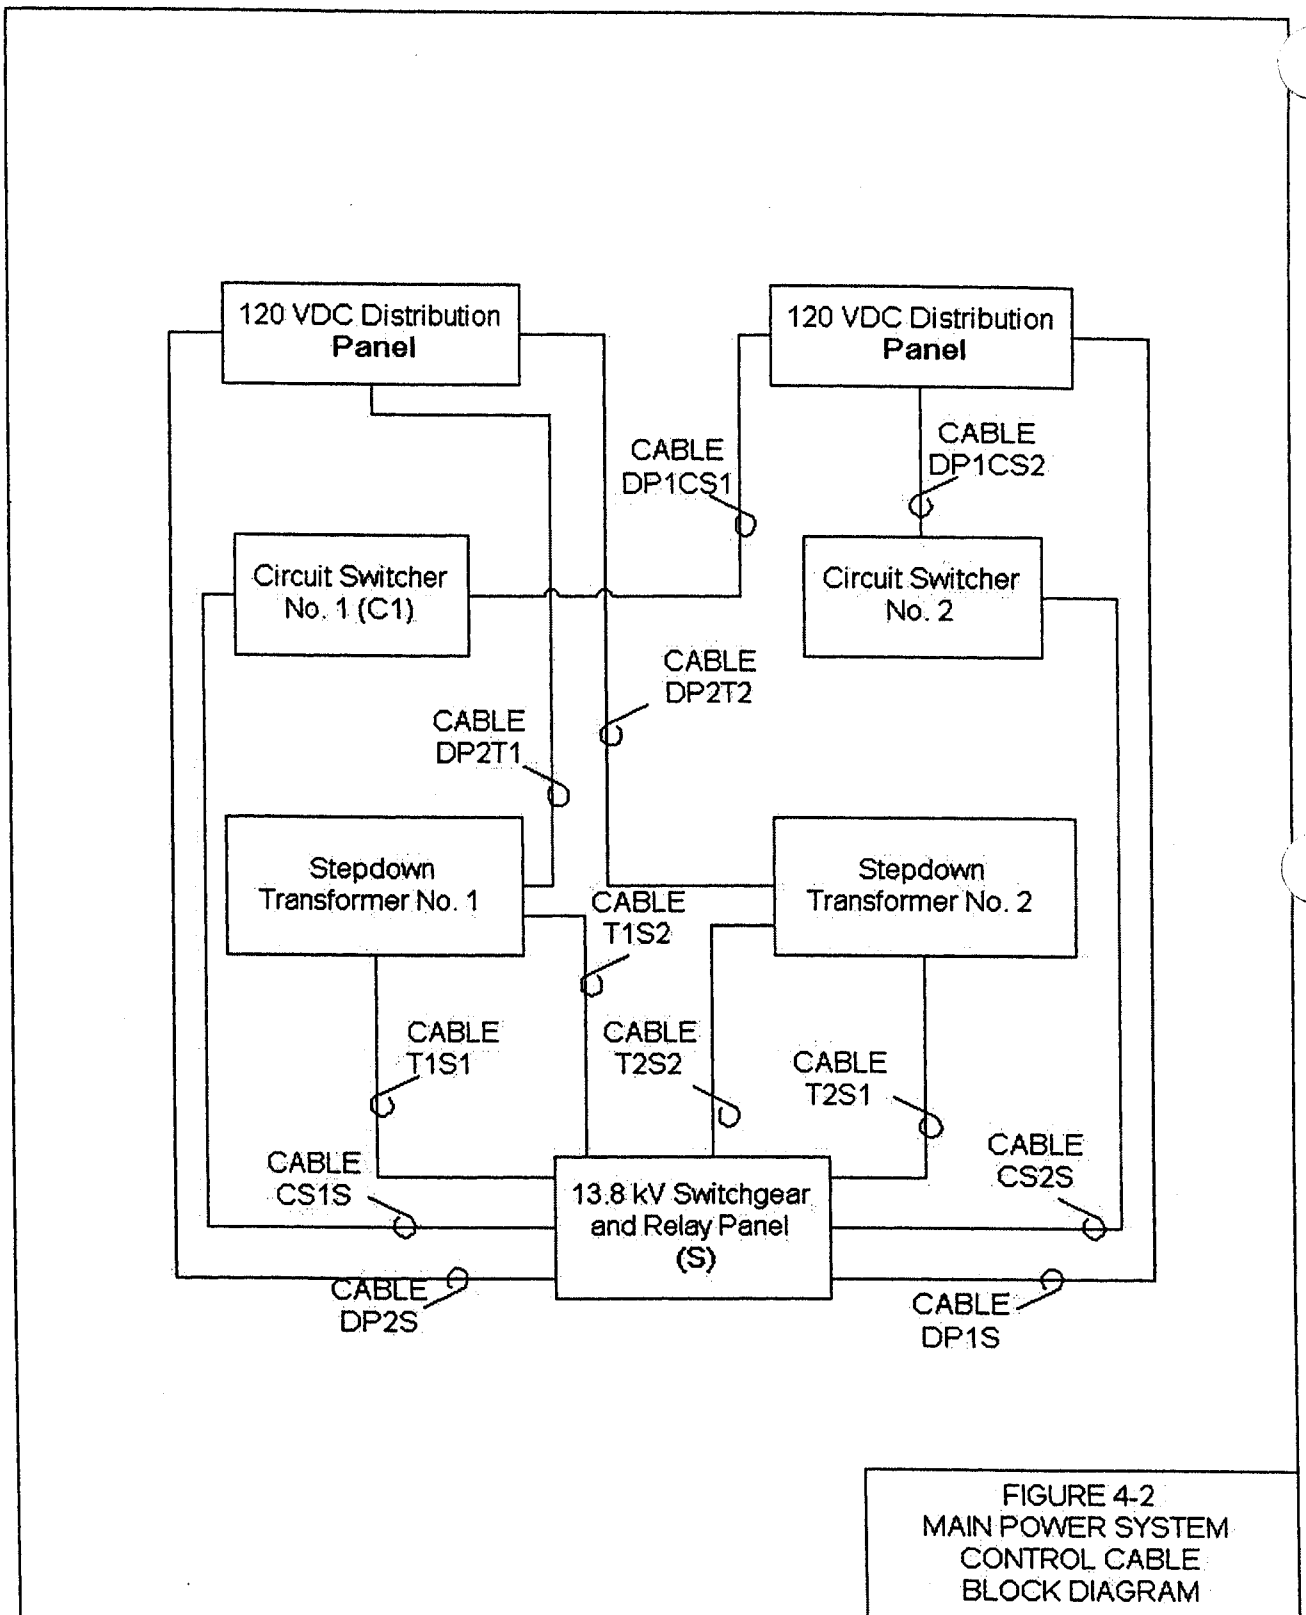 120 VDC Distribution
Panel
120 VDC Distribution
Panel
CABLE
DP1CS1
CABLE
DP1CS2
Circuit Switcher
No. 1 (C1)
Circuit Switcher
No. 2
CABLE
DP2T2
CABLE
DP2T1
Stepdown
Transformer No. 1
Stepdown
Transformer No. 2
CABLE
T1S2
CABLE
T1S1
CABLE
T2S2
CABLE
T2S1
CABLE
CS1S
CABLE
CS2S
13.8 kV Switchgear
and Relay Panel
(S)
CABLE
DP2S
CABLE
DP1S
FIGURE 4-2
MAIN POWER SYSTEM
CONTROL CABLE
BLOCK DIAGRAM